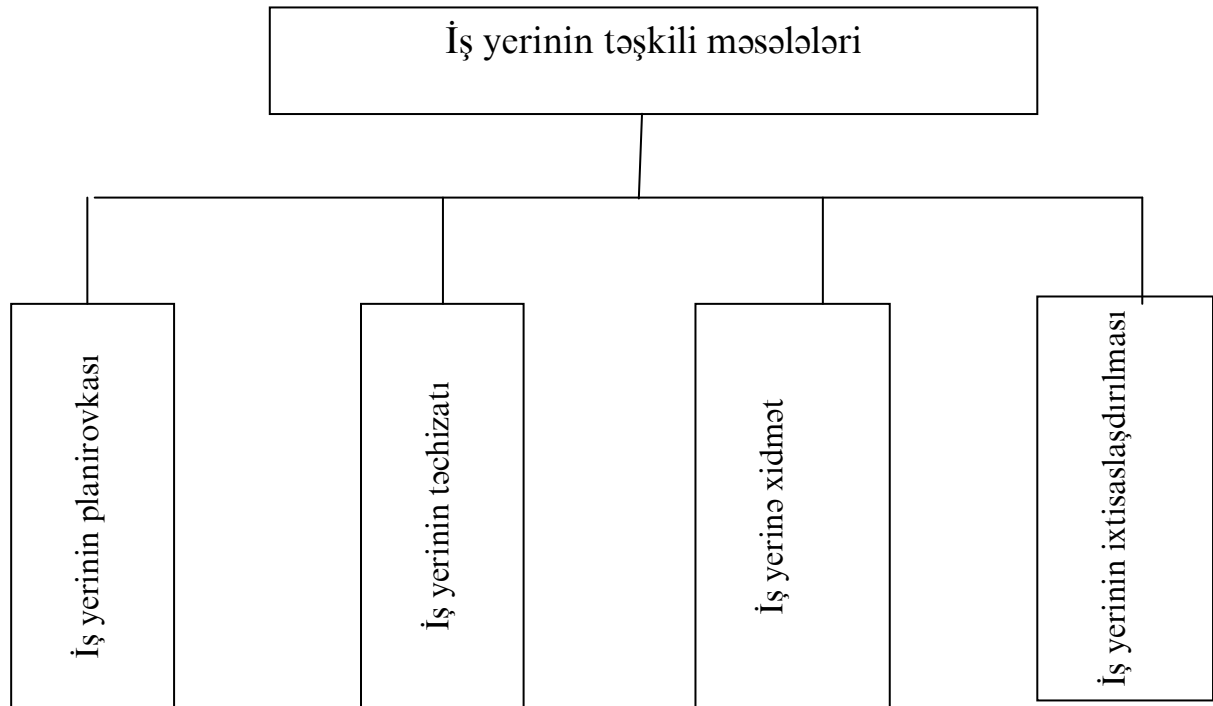 İş yerinin təşkili məsələləri
İş yerinin planirovkası
İş yerinin təchizatı
İş yerinə xidmət
İş yerinin ixtisaslaşdırılması